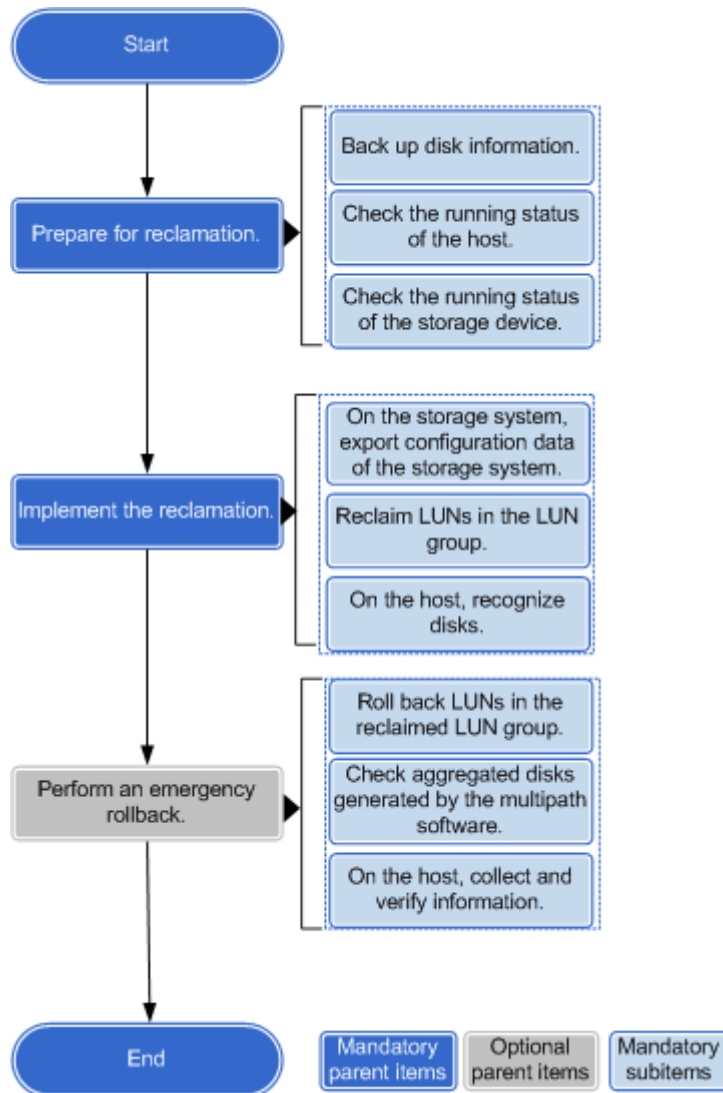 Start
Back up disk information.
Prepare for reclamation.
Check the running status
of the host.
Check the running status
of the storage device.
On the storage system,
export configuration data
of the storage system.
Implement the reclamation.
Reclaim LUNs in the LUN
group.
On the host, recognize
disks.
Roll back LUNs in the
reclaimed LUN group.
Perform an emergency
rollback.
Check aggregated disks
generated by the multipath
software.
On the host, collect and
verify information.
End
Mandatory
parent items
Optional
parent items
Mandatory
subitems